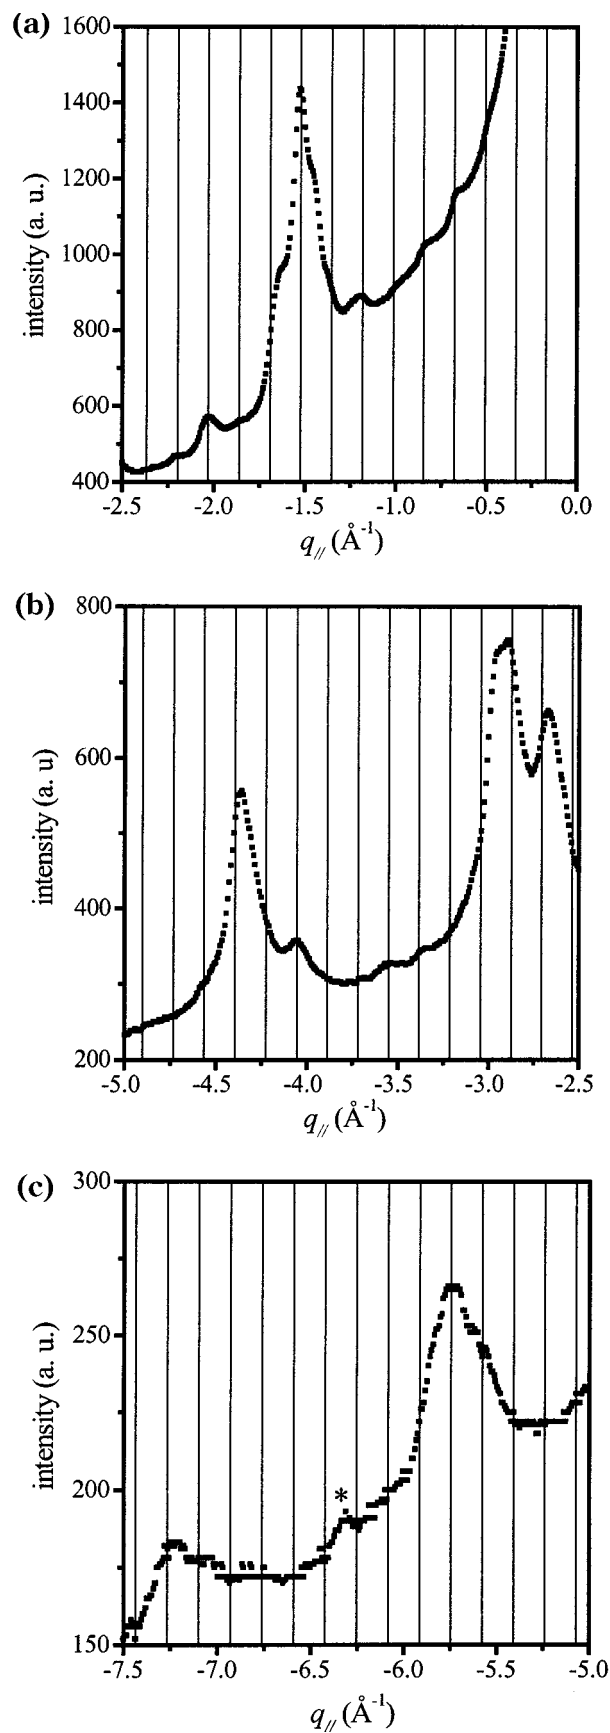 (a)
1600
1400
1200
1000
800
600
400
intensity (a. u.)
-2.5 -2.0 -1.5 -1.0 -0.5 0.0
q// (Å-1)
(b)
800
600
400
200
intensity (a. u)
-5.0 -4.5 -4.0 -3.5 -3.0 -2.5
q// (Å-1)
(c)
300
250
200
150
intensity (a. u.)
*
-7.5 -7.0 -6.5 -6.0 -5.5 -5.0
q// (Å-1)